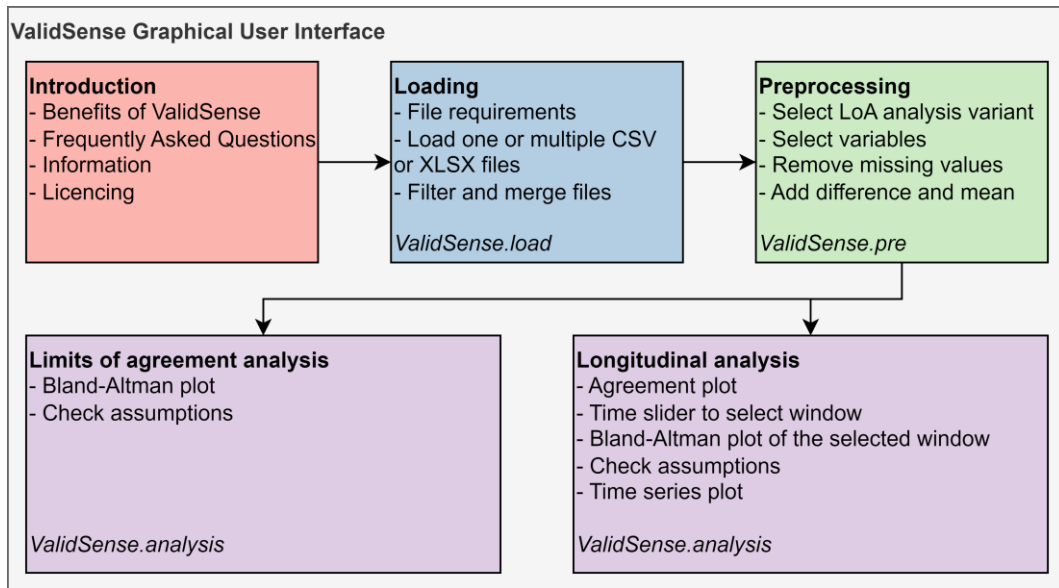 ValidSense Graphical User Interface
Introduction
- Benefits of ValidSense
- Frequently Asked Questions
- Information
- Licencing
Loading
- File requirements
- Load one or multiple CSV
or XLSX files
- Filter and merge files
ValidSense.load
Preprocessing
- Select LoA analysis variant
- Select variables
- Remove missing values
- Add difference and mean
ValidSense.pre
Limits of agreement analysis
- Bland-Altman plot
- Check assumptions
ValidSense.analysis
Longitudinal analysis
- Agreement plot
- Time slider to select window
- Bland-Altman plot of the selected window
- Check assumptions
- Time series plot
ValidSense.analysis